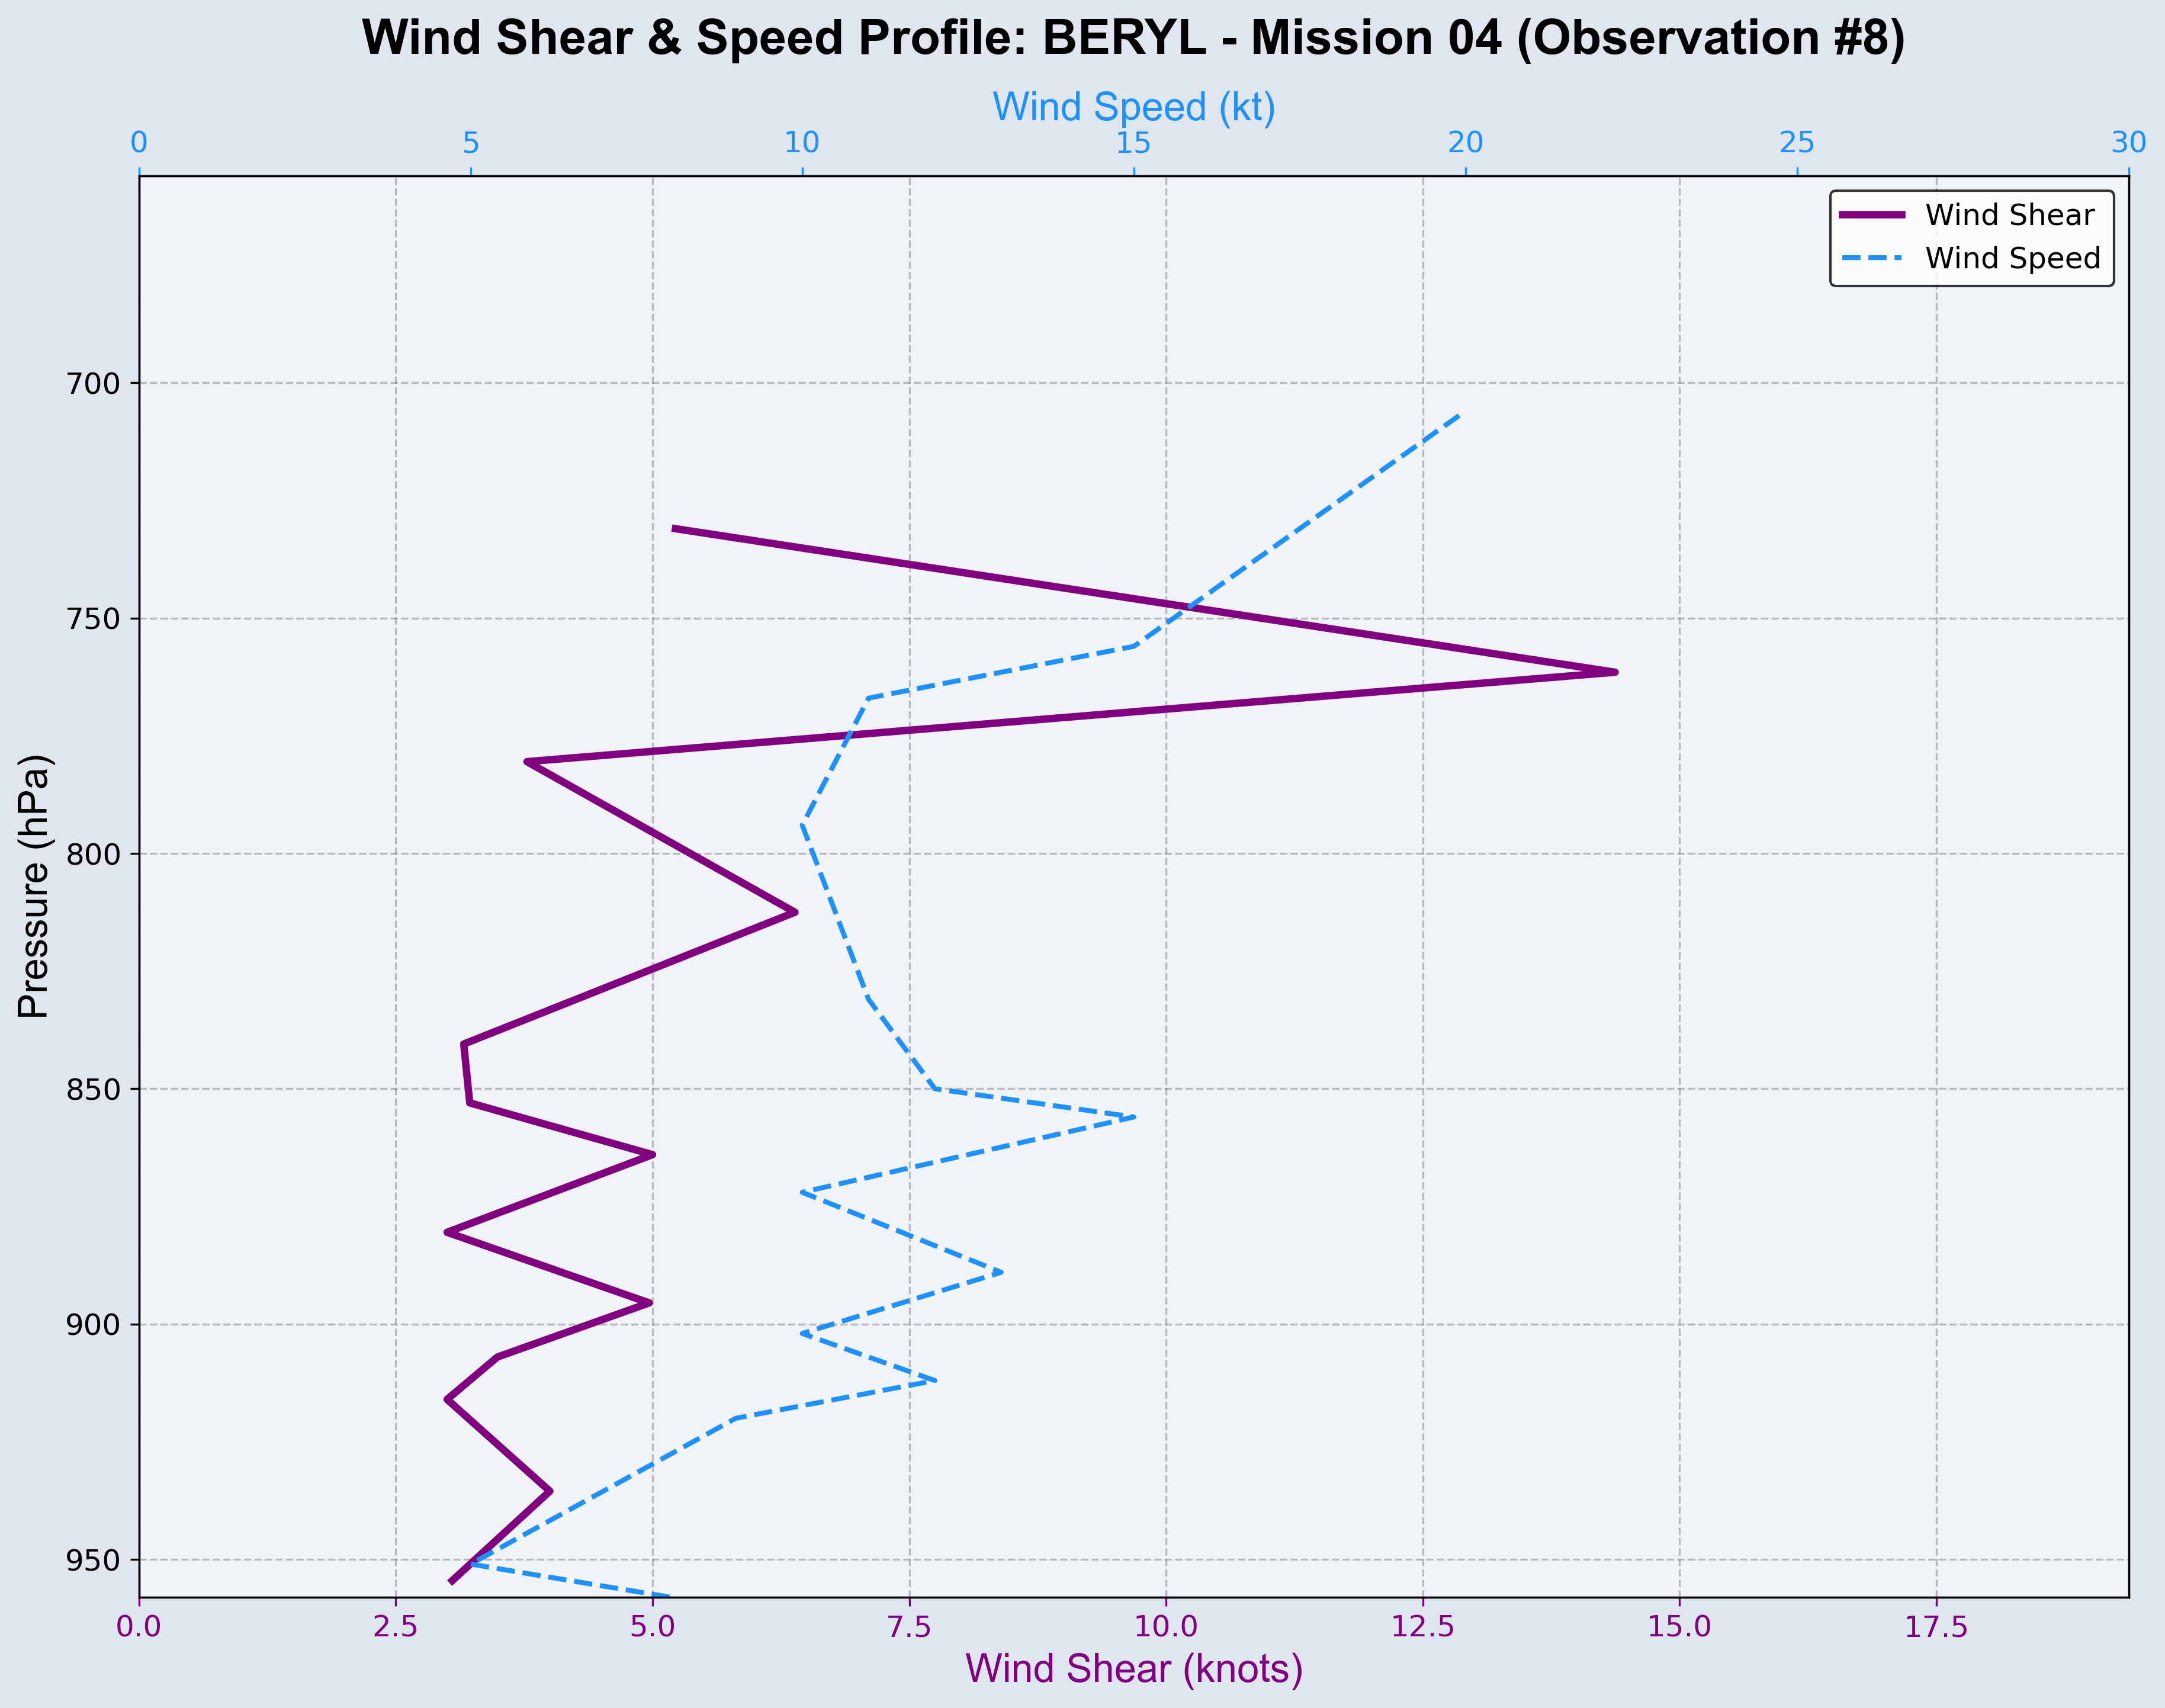 Wind Shear & Speed Profile: BERYL - Mission 04 (Observation #8)
Wind Speed (kt)
0 5 10 15 20 25 30
Wind Shear
Wind Speed
700
750
800
850
900
950
Pressure (hPa)
0.0 2.5 5.0 7.5 10.0 12.5 15.0 17.5
Wind Shear (knots)